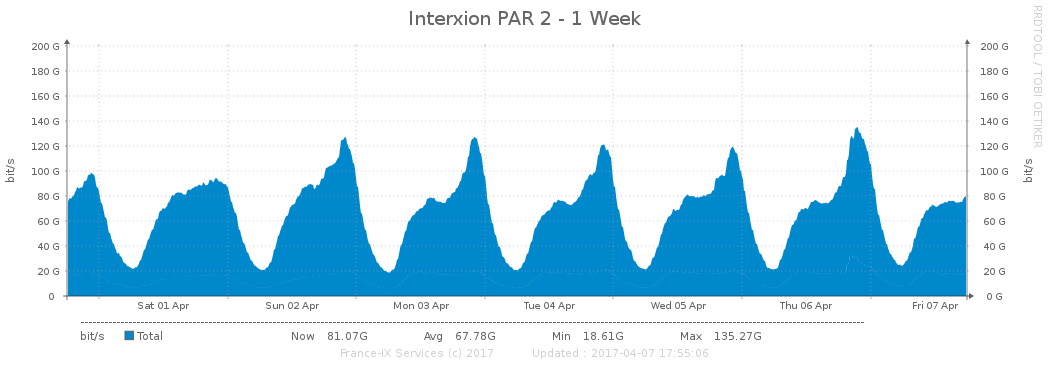 Interxion PAR 2 - 1 Week
RRDTOOL / TOBI OETIKER
200 G 200 G
180 G 180 G
160 G 160 G
140 G 140 G
120 G 120 G
100 G 100 G
80 G 80 G
60 G 60 G
40 G 40 G
20 G 20 G
0 0 G
bit/s
bit/s
Sat 01 Apr Sun 02 Apr Mon 03 Apr Tue 04 Apr Wed 05 Apr Thu 06 Apr Fri 07 Apr
bit/s Total Now 81.07G Avg 67.78G Min 18.61G Max 135.27G
France-IX Services (c) 2017 Updated : 2017-04-07 17:55:06